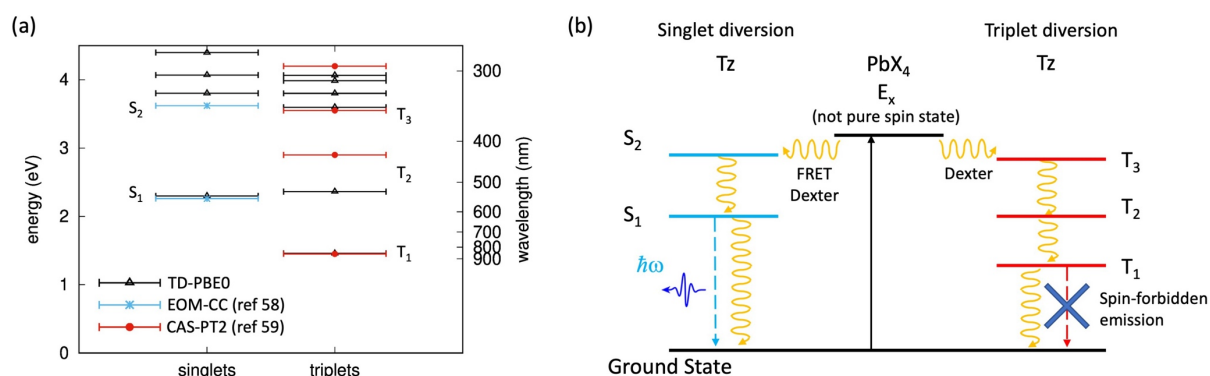 (a)
energy (eV)
4
3
2
1
0
S₂
S₁
T₃
T₂
T₁
300
400
500
600
700
800
900
wavelength (nm)
TD-PBE0
EOM-CC (ref 58)
CAS-PT2 (ref 59)
singlets
triplets
(b)
Singlet diversion
Triplet diversion
Tz
PbX₄
Tz
Eₓ
(not pure spin state)
S₂
FRET
Dexter
Dexter
T₃
S₁
T₂
T₁
ℏω
Spin-forbidden
emission
Ground State